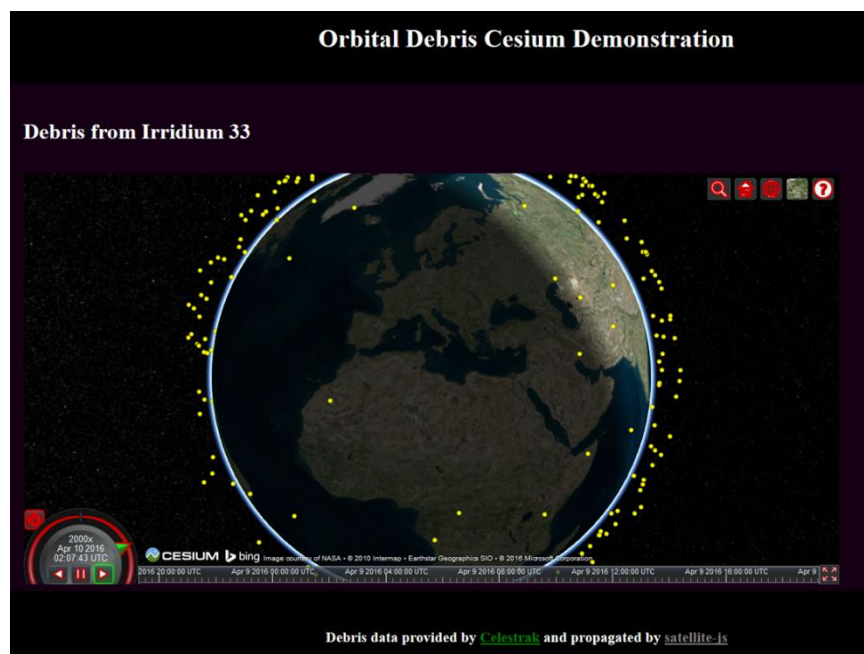 Orbital Debris Cesium Demonstration
Debris from Irridium 33
2000x
Apr 10 2016
02:07:43 UTC
CESIUM bing Image courtesy of NASA • © 2010 Intermap • Earthstar Geographics SIO • © 2016 Microsoft Corporation
2016 20:00:00 UTC Apr 9 2016 00:00:00 UTC Apr 9 2016 04:00:00 UTC Apr 9 2016 08:00:00 UTC Apr 9 2016 12:00:00 UTC Apr 9 2016 16:00:00 UTC Apr 9
Debris data provided by Celestrak and propagated by satellite-js